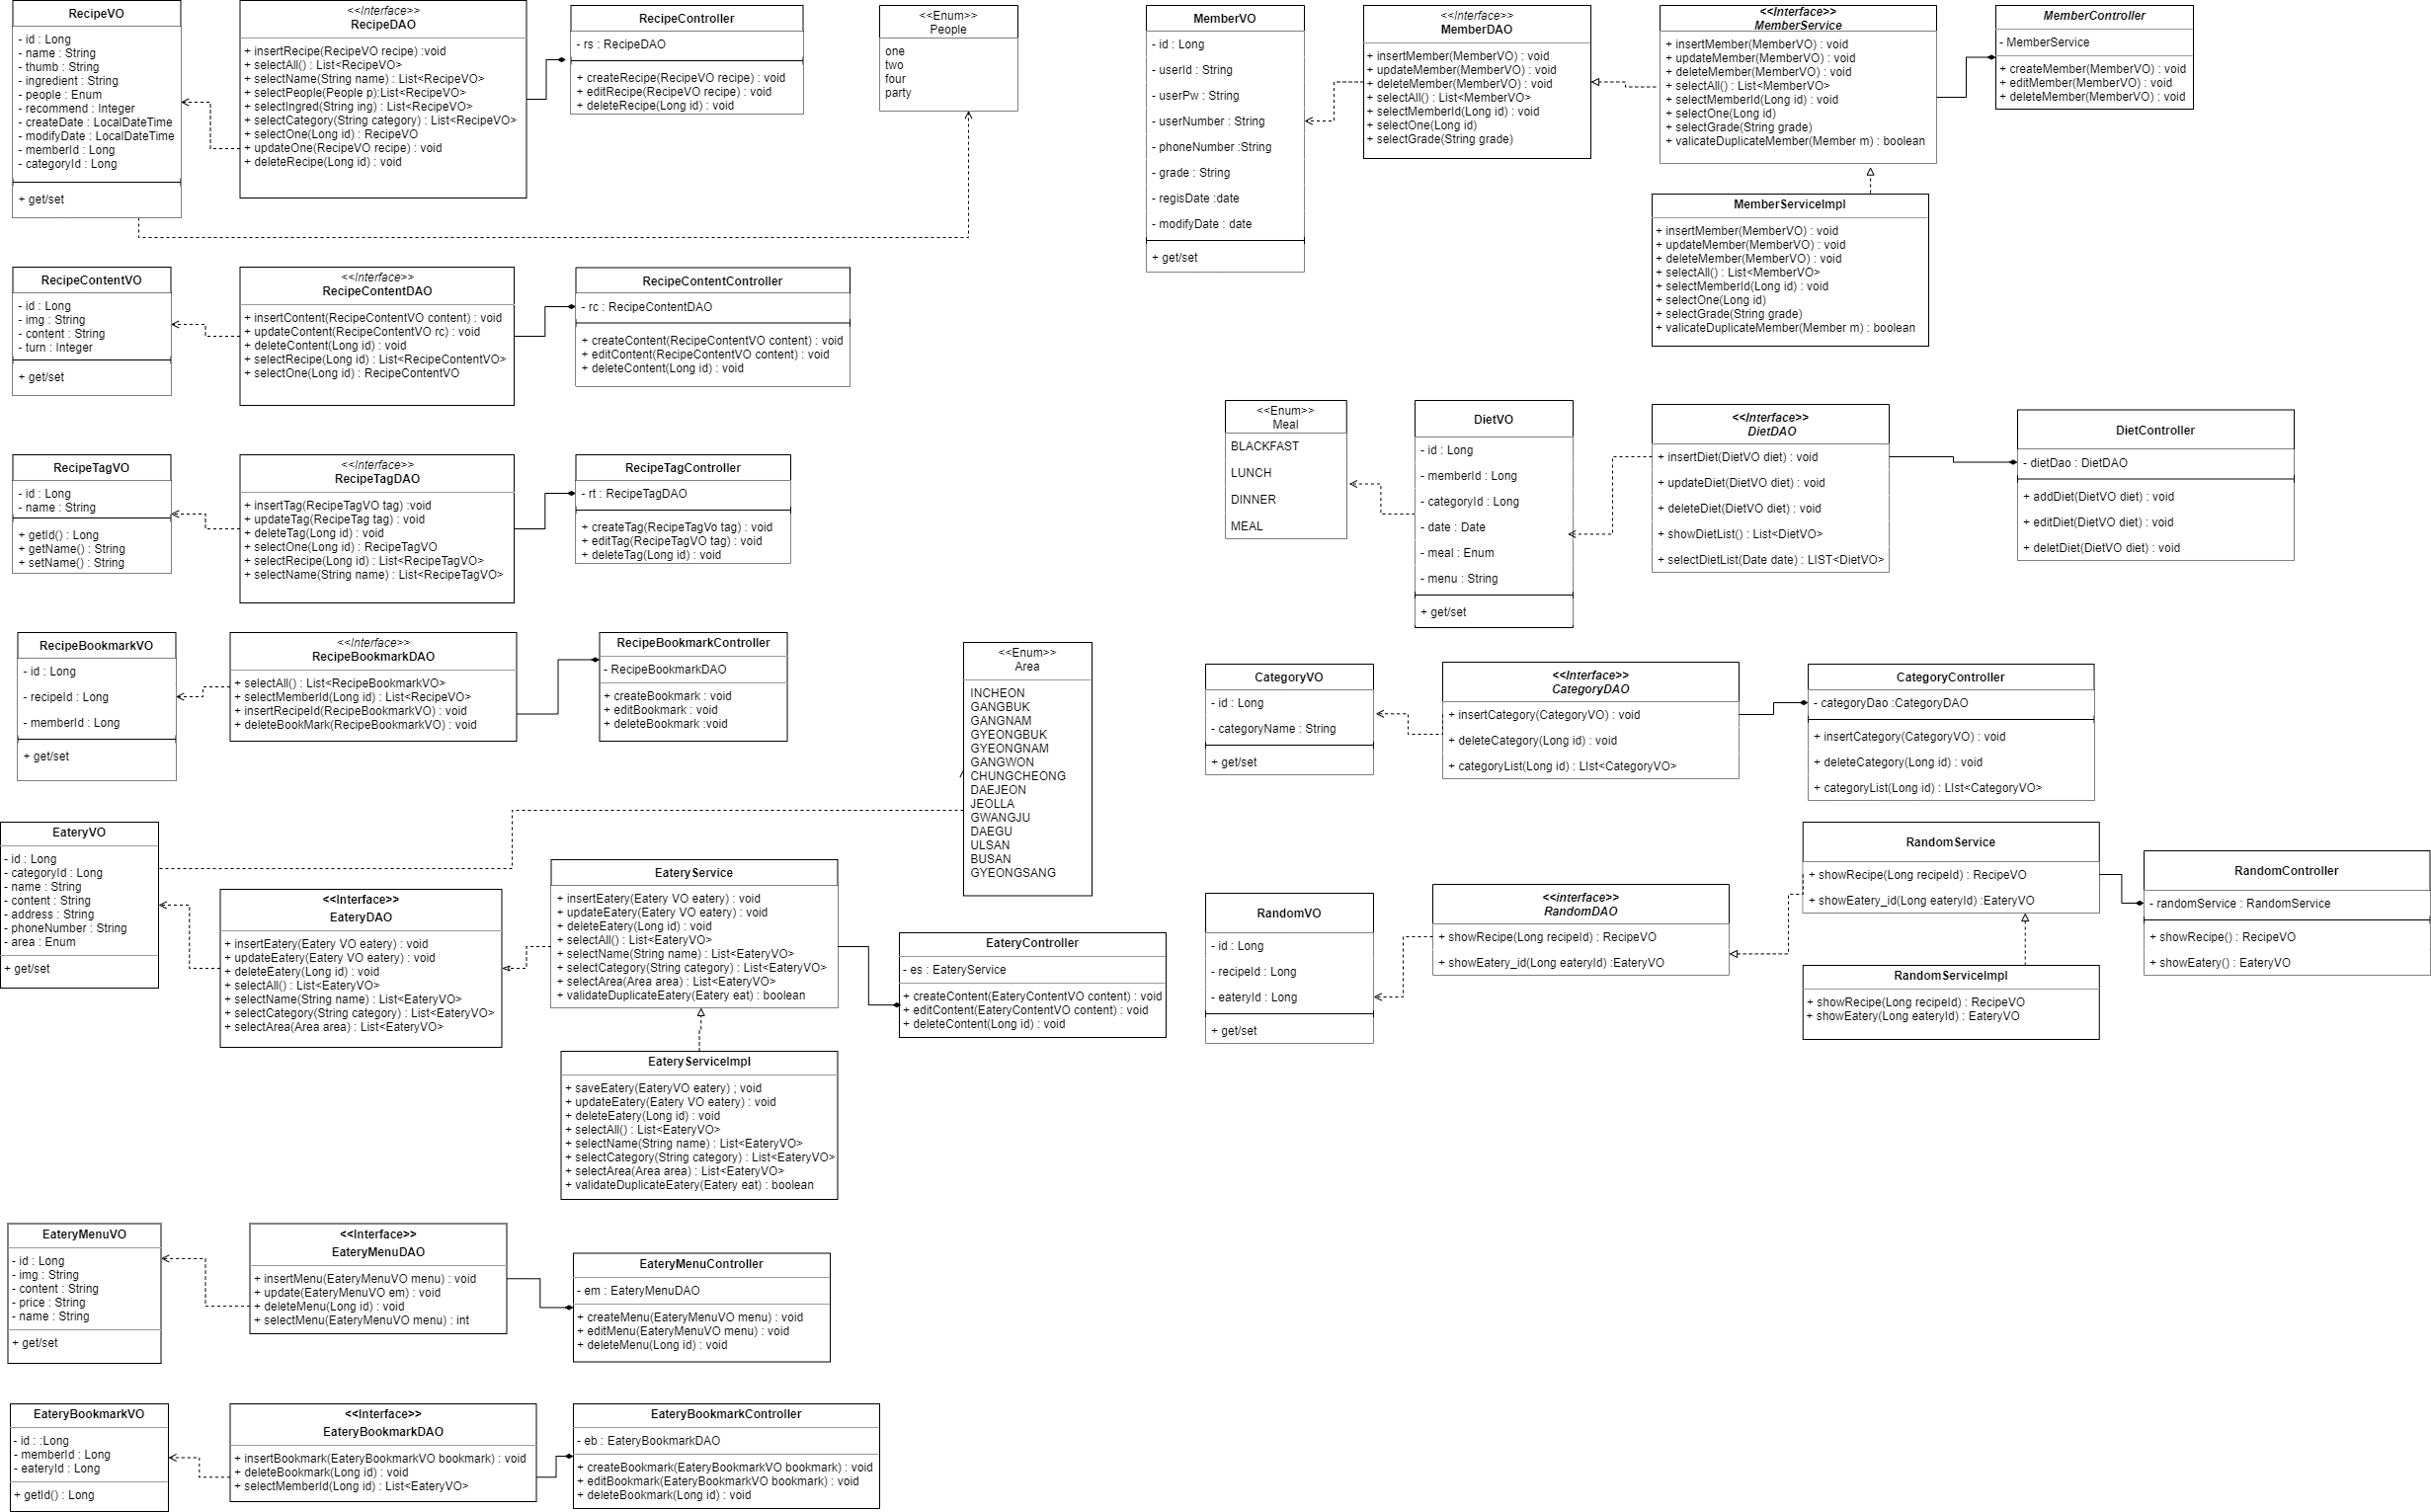 RecipeVO
- id : Long
- name : String
- thumb : String
- ingredient : String
- people : Enum
- recommend : Integer
- createDate : LocalDateTime
- modifyDate : LocalDateTime
- memberId : Long
- categoryId : Long
+ get/set
<<Interface>>
RecipeDAO
+ insertRecipe(RecipeVO recipe) :void
+ selectAll() : List<RecipeVO>
+ selectName(String name) : List<RecipeVO>
+ selectPeople(People p):List<RecipeVO>
+ selectIngred(String ing) : List<RecipeVO>
+ selectCategory(String category) : List<RecipeVO>
+ selectOne(Long id) : RecipeVO
+ updateOne(RecipeVO recipe) : void
+ deleteRecipe(Long id) : void
RecipeController
- rs : RecipeDAO
+ createRecipe(RecipeVO recipe) : void
+ editRecipe(RecipeVO recipe) : void
+ deleteRecipe(Long id) : void
<<Enum>>
People
one
two
four
party
MemberVO
- id : Long
- userId : String
- userPw : String
- userNumber : String
- phoneNumber :String
- grade : String
- regisDate :date
- modifyDate : date
+ get/set
<<Interface>>
MemberDAO
+ insertMember(MemberVO) : void
+ updateMember(MemberVO) : void
+ deleteMember(MemberVO) : void
+ selectAll() : List<MemberVO>
+ selectMemberId(Long id) : void
+ selectOne(Long id)
+ selectGrade(String grade)
<<Interface>>
MemberService
+ insertMember(MemberVO) : void
+ updateMember(MemberVO) : void
+ deleteMember(MemberVO) : void
+ selectAll() : List<MemberVO>
+ selectMemberId(Long id) : void
+ selectOne(Long id)
+ selectGrade(String grade)
+ valicateDuplicateMember(Member m) : boolean
MemberController
- MemberService
+ createMember(MemberVO) : void
+ editMember(MemberVO) : void
+ deleteMember(MemberVO) : void
MemberServiceImpl
+ insertMember(MemberVO) : void
+ updateMember(MemberVO) : void
+ deleteMember(MemberVO) : void
+ selectAll() : List<MemberVO>
+ selectMemberId(Long id) : void
+ selectOne(Long id)
+ selectGrade(String grade)
+ valicateDuplicateMember(Member m) : boolean
RecipeContentVO
- id : Long
- img : String
- content : String
- turn : Integer
+ get/set
<<Interface>>
RecipeContentDAO
+ insertContent(RecipeContentVO content) : void
+ updateContent(RecipeContentVO rc) : void
+ deleteContent(Long id) : void
+ selectRecipe(Long id) : List<RecipeContentVO>
+ selectOne(Long id) : RecipeContentVO
RecipeContentController
- rc : RecipeContentDAO
+ createContent(RecipeContentVO content) : void
+ editContent(RecipeContentVO content) : void
+ deleteContent(Long id) : void
<<Enum>>
Meal
BLACKFAST
LUNCH
DINNER
MEAL
DietVO
- id : Long
- memberId : Long
- categoryId : Long
- date : Date
- meal : Enum
- menu : String
+ get/set
<<Interface>>
DietDAO
+ insertDiet(DietVO diet) : void
+ updateDiet(DietVO diet) : void
+ deleteDiet(DietVO diet) : void
+ showDietList() : List<DietVO>
+ selectDietList(Date date) : LIST<DietVO>
DietController
- dietDao : DietDAO
+ addDiet(DietVO diet) : void
+ editDiet(DietVO diet) : void
+ deletDiet(DietVO diet) : void
RecipeTagVO
- id : Long
- name : String
+ getId() : Long
+ getName() : String
+ setName() : String
<<Interface>>
RecipeTagDAO
+ insertTag(RecipeTagVO tag) :void
+ updateTag(RecipeTag tag) : void
+ deleteTag(Long id) : void
+ selectOne(Long id) : RecipeTagVO
+ selectRecipe(Long id) : List<RecipeTagVO>
+ selectName(String name) : List<RecipeTagVO>
RecipeTagController
- rt : RecipeTagDAO
+ createTag(RecipeTagVo tag) : void
+ editTag(RecipeTagVO tag) : void
+ deleteTag(Long id) : void
RecipeBookmarkVO
- id : Long
- recipeId : Long
- memberId : Long
+ get/set
<<Interface>>
RecipeBookmarkDAO
+ selectAll() : List<RecipeBookmarkVO>
+ selectMemberId(Long id) : List<RecipeVO>
+ insertRecipeId(RecipeBookmarkVO) : void
+ deleteBookMark(RecipeBookmarkVO) : void
RecipeBookmarkController
- RecipeBookmarkDAO
+ createBookmark : void
+ editBookmark : void
+ deleteBookmark :void
<<Enum>>
Area
INCHEON
GANGBUK
GANGNAM
GYEONGBUK
GYEONGNAM
GANGWON
CHUNGCHEONG
DAEJEON
JEOLLA
GWANGJU
DAEGU
ULSAN
BUSAN
GYEONGSANG
CategoryVO
- id : Long
- categoryName : String
+ get/set
<<Interface>>
CategoryDAO
+ insertCategory(CategoryVO) : void
+ deleteCategory(Long id) : void
+ categoryList(Long id) : LIst<CategoryVO>
CategoryController
- categoryDao :CategoryDAO
+ insertCategory(CategoryVO) : void
+ deleteCategory(Long id) : void
+ categoryList(Long id) : LIst<CategoryVO>
EateryVO
- id : Long
- categoryId : Long
- name : String
- content : String
- address : String
- phoneNumber : String
- area : Enum
+ get/set
<<Interface>>
EateryDAO
+ insertEatery(Eatery VO eatery) : void
+ updateEatery(Eatery VO eatery) : void
+ deleteEatery(Long id) : void
+ selectAll() : List<EateryVO>
+ selectName(String name) : List<EateryVO>
+ selectCategory(String category) : List<EateryVO>
+ selectArea(Area area) : List<EateryVO>
EateryService
+ insertEatery(Eatery VO eatery) : void
+ updateEatery(Eatery VO eatery) : void
+ deleteEatery(Long id) : void
+ selectAll() : List<EateryVO>
+ selectName(String name) : List<EateryVO>
+ selectCategory(String category) : List<EateryVO>
+ selectArea(Area area) : List<EateryVO>
+ validateDuplicateEatery(Eatery eat) : boolean
EateryController
- es : EateryService
+ createContent(EateryContentVO content) : void
+ editContent(EateryContentVO content) : void
+ deleteContent(Long id) : void
EateryServiceImpl
+ saveEatery(EateryVO eatery) ; void
+ updateEatery(Eatery VO eatery) : void
+ deleteEatery(Long id) : void
+ selectAll() : List<EateryVO>
+ selectName(String name) : List<EateryVO>
+ selectCategory(String category) : List<EateryVO>
+ selectArea(Area area) : List<EateryVO>
+ validateDuplicateEatery(Eatery eat) : boolean
RandomVO
- id : Long
- recipeId : Long
- eateryId : Long
+ get/set
<<interface>>
RandomDAO
+ showRecipe(Long recipeId) : RecipeVO
+ showEatery_id(Long eateryId) :EateryVO
RandomService
+ showRecipe(Long recipeId) : RecipeVO
+ showEatery_id(Long eateryId) :EateryVO
RandomController
- randomService : RandomService
+ showRecipe() : RecipeVO
+ showEatery() : EateryVO
RandomServiceImpl
+ showRecipe(Long recipeId) : RecipeVO
+ showEatery(Long eateryId) : EateryVO
EateryMenuVO
- id : Long
- img : String
- content : String
- price : String
- name : String
+ get/set
<<Interface>>
EateryMenuDAO
+ insertMenu(EateryMenuVO menu) : void
+ update(EateryMenuVO em) : void
+ deleteMenu(Long id) : void
+ selectMenu(EateryMenuVO menu) : int
EateryMenuController
- em : EateryMenuDAO
+ createMenu(EateryMenuVO menu) : void
+ editMenu(EateryMenuVO menu) : void
+ deleteMenu(Long id) : void
EateryBookmarkVO
- id : :Long
- memberId : Long
- eateryId : Long
+ getId() : Long
<<Interface>>
EateryBookmarkDAO
+ insertBookmark(EateryBookmarkVO bookmark) : void
+ deleteBookmark(Long id) : void
+ selectMemberId(Long id) : List<EateryVO>
EateryBookmarkController
- eb : EateryBookmarkDAO
+ createBookmark(EateryBookmarkVO bookmark) : void
+ editBookmark(EateryBookmarkVO bookmark) : void
+ deleteBookmark(Long id) : void